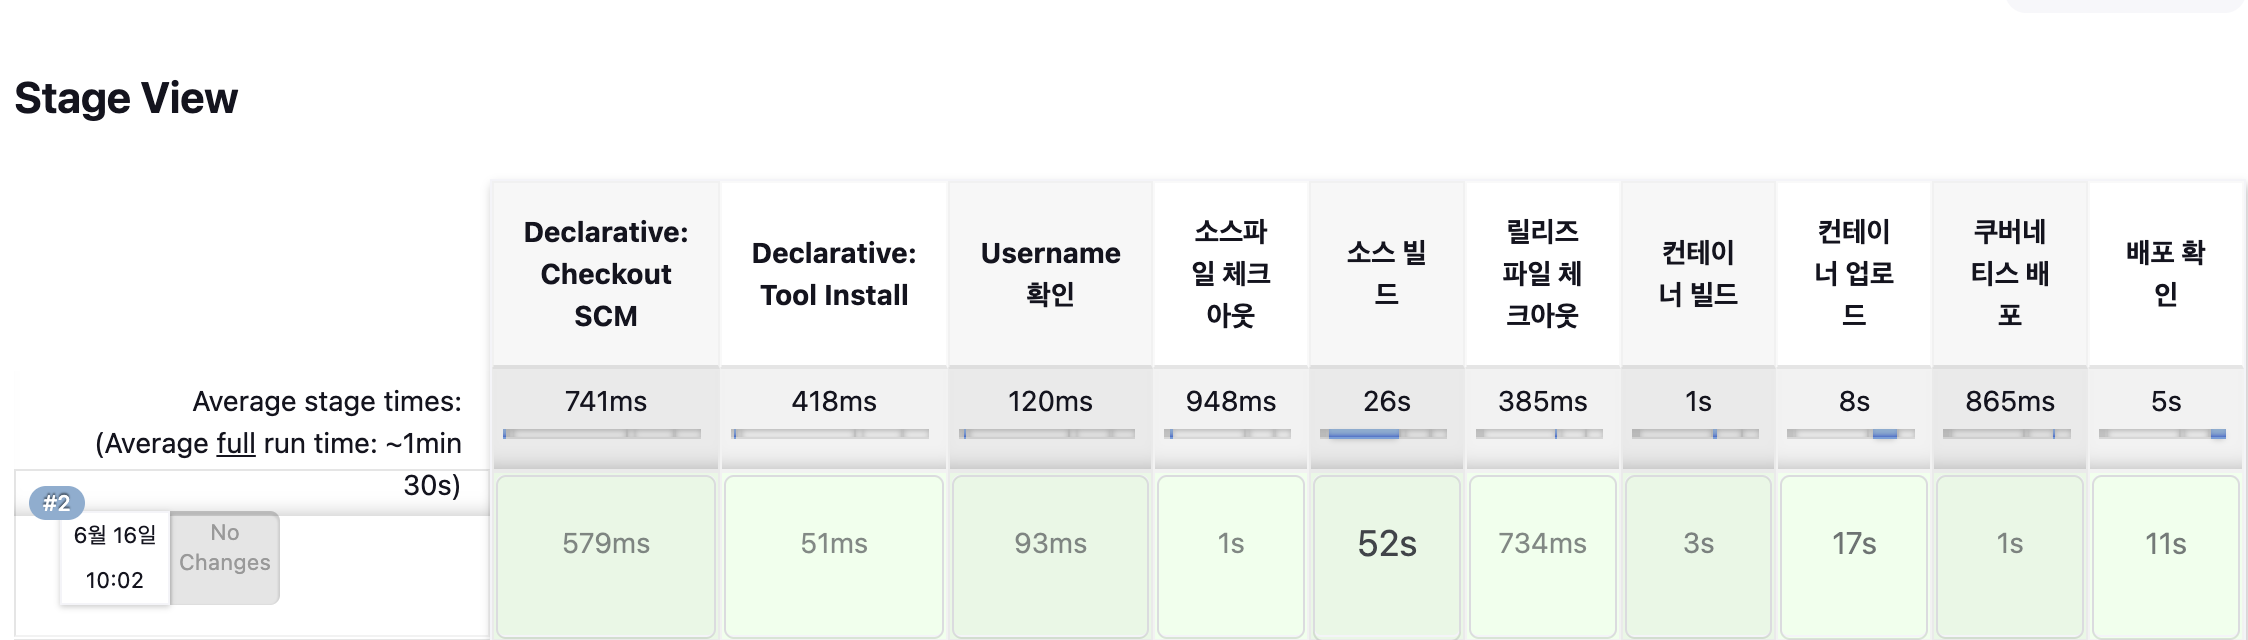 Stage View
Declarative:
Checkout
SCM
Declarative:
Tool Install
Username
확인
소스파
일 체크
아웃
소스 빌
드
릴리즈
파일 체
크아웃
컨테이
너 빌드
컨테이
너 업로
드
쿠버네
티스 배
포
배포 확
인
Average stage times:
(Average full run time: ~1min
30s)
741ms
418ms
120ms
948ms
26s
385ms
1s
8s
865ms
5s
#2
6월 16일
10:02
No
Changes
579ms
51ms
93ms
1s
52s
734ms
3s
17s
1s
11s